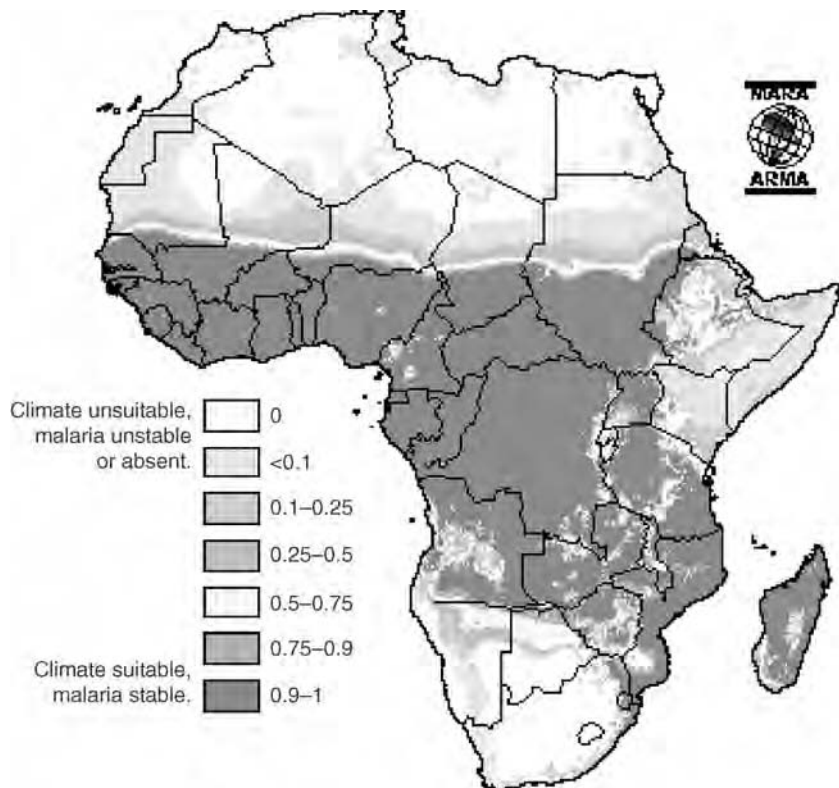 MARA
ARMA
Climate unsuitable,
malaria unstable
or absent.
0
<0.1
0.1–0.25
0.25–0.5
0.5–0.75
0.75–0.9
Climate suitable,
malaria stable.
0.9–1